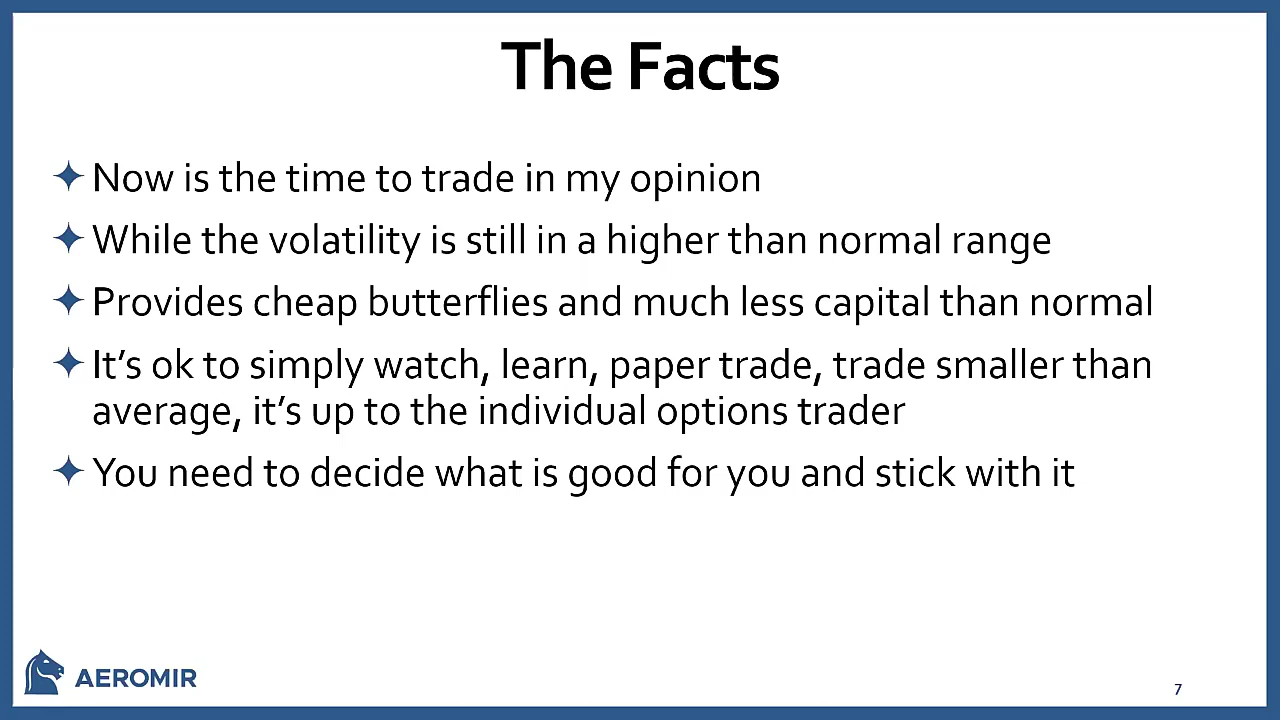 The Facts
Now is the time to trade in my opinion
While the volatility is still in a higher than normal range
Provides cheap butterflies and much less capital than normal
It’s ok to simply watch, learn, paper trade, trade smaller than
average, it’s up to the individual options trader
You need to decide what is good for you and stick with it
AEROMIR
7